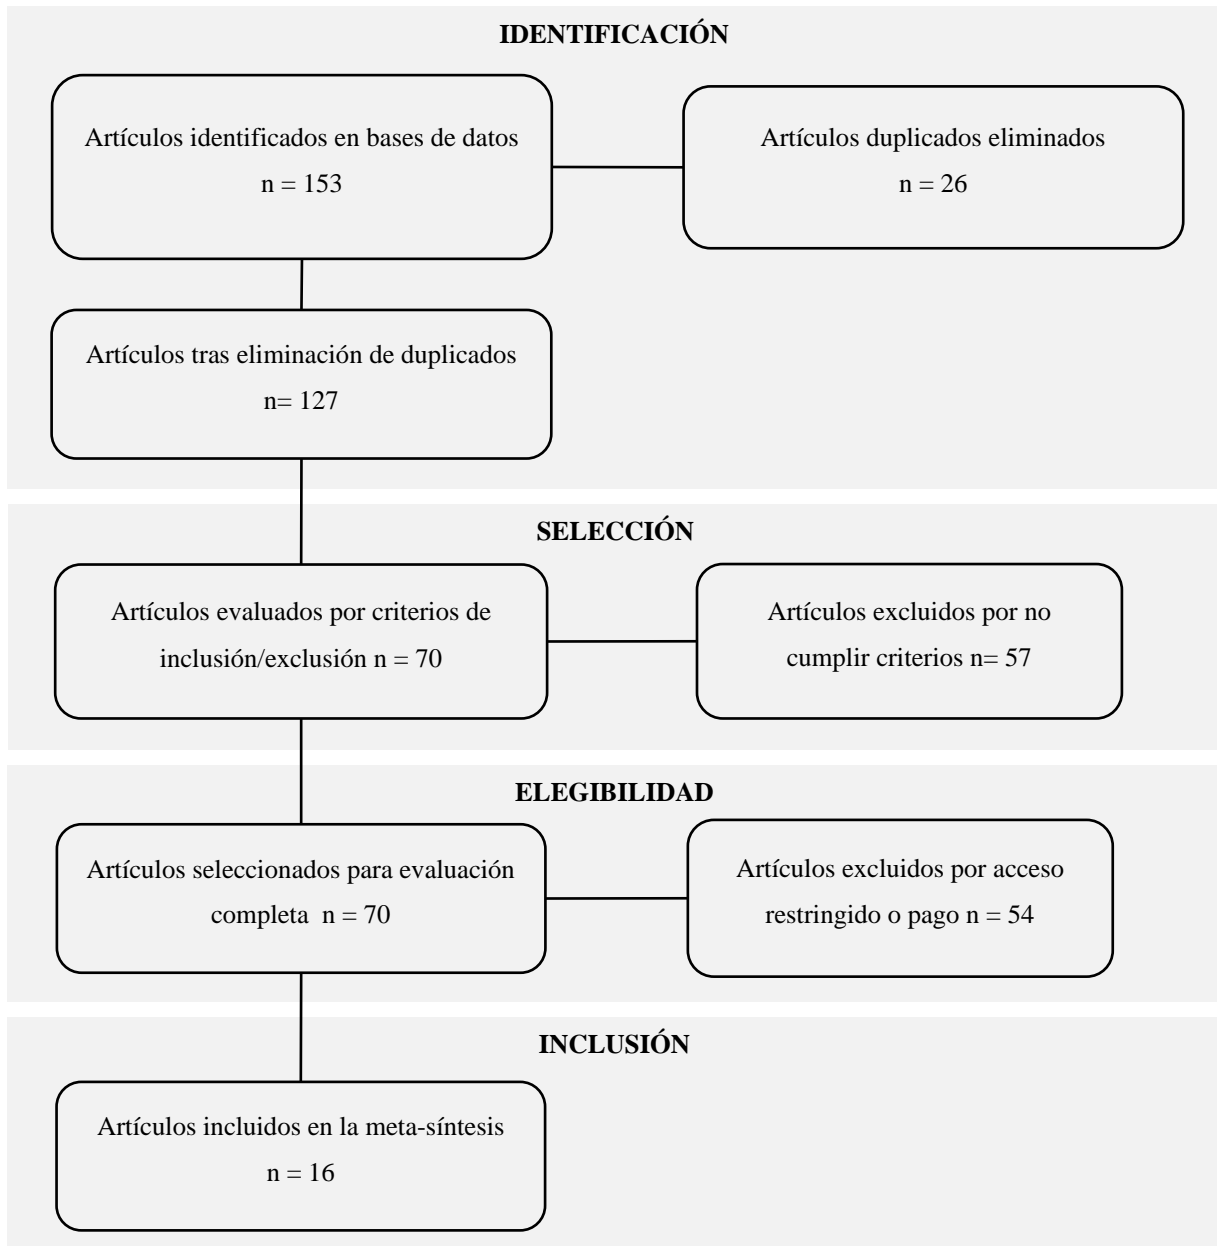 IDENTIFICACIÓN
Artículos identificados en bases de datos
n = 153
Artículos duplicados eliminados
n = 26
Artículos tras eliminación de duplicados
n= 127
SELECCIÓN
Artículos evaluados por criterios de
inclusión/exclusión n = 70
Artículos excluidos por no
cumplir criterios n= 57
ELEGIBILIDAD
Artículos seleccionados para evaluación
completa  n = 70
Artículos excluidos por acceso
restringido o pago n = 54
INCLUSIÓN
Artículos incluidos en la meta-síntesis
n = 16